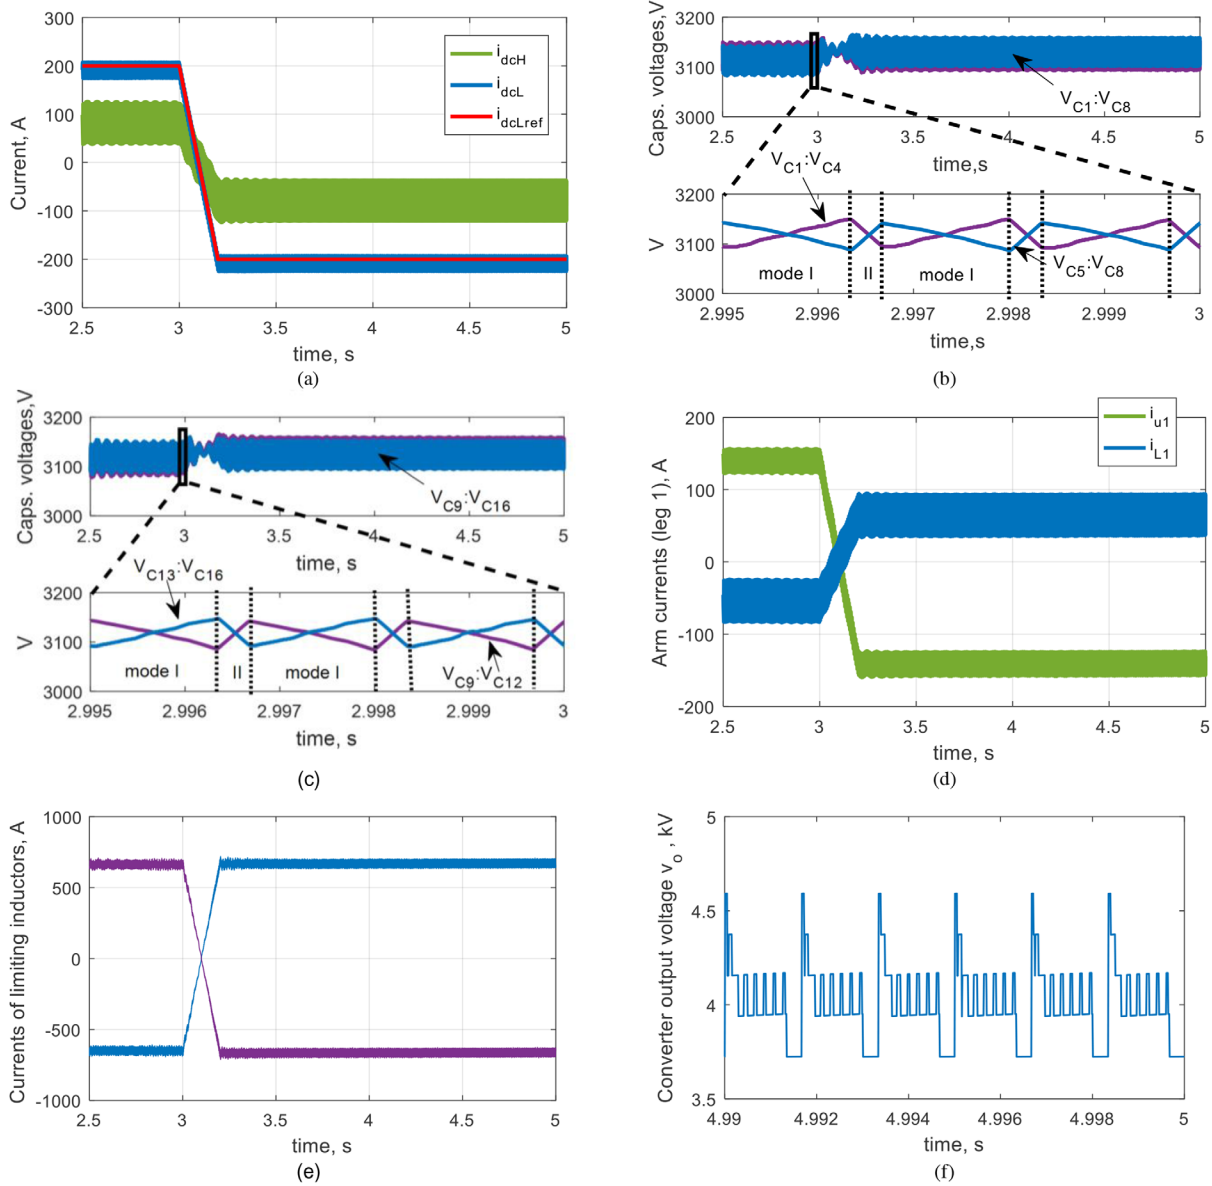 300
200
100
0
-100
-200
-300
Current, A
i_dcH
i_dcL
i_dcLref
2.5 3 3.5 4 4.5 5
time, s
(a)
Caps. voltages,V
3200
3100
3000
V_C1:V_C8
2.5 3 3.5 4 4.5 5
time,s
V_C1:V_C4
3200
3100
3000
V
mode I
II
mode I
V_C5:V_C8
2.995 2.996 2.997 2.998 2.999 3
time,s
(b)
Caps. voltages,V
3200
3100
3000
V_C9:V_C16
2.5 3 3.5 4 4.5 5
time, s
V_C13:V_C16
3200
3100
3000
V
mode I
II
mode I
V_C9:V_C12
2.995 2.996 2.997 2.998 2.999 3
time, s
(c)
i_u1
i_L1
200
100
0
-100
-200
Arm currents (leg 1), A
2.5 3 3.5 4 4.5 5
time, s
(d)
1000
500
0
-500
-1000
Currents of limiting inductors, A
2.5 3 3.5 4 4.5 5
time, s
(e)
5
4.5
4
3.5
Converter output voltage v_o , kV
4.99 4.992 4.994 4.996 4.998 5
time, s
(f)